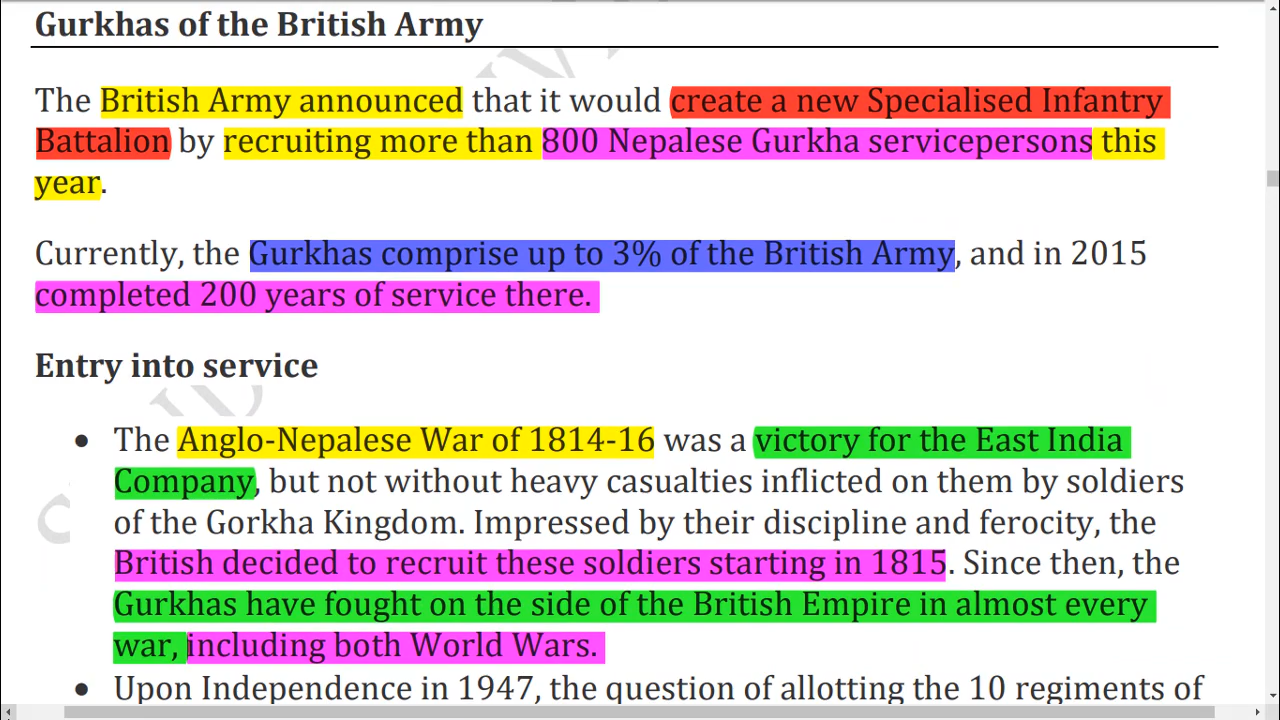 Gurkhas of the British Army
The British Army announced that it would create a new Specialised Infantry
Battalion by recruiting more than 800 Nepalese Gurkha servicepersons this
year.
Currently, the Gurkhas comprise up to 3% of the British Army, and in 2015
completed 200 years of service there.
Entry into service
• The Anglo-Nepalese War of 1814-16 was a victory for the East India
Company, but not without heavy casualties inflicted on them by soldiers
of the Gorkha Kingdom. Impressed by their discipline and ferocity, the
British decided to recruit these soldiers starting in 1815. Since then, the
Gurkhas have fought on the side of the British Empire in almost every
war, including both World Wars.
• Upon Independence in 1947, the question of allotting the 10 regiments of